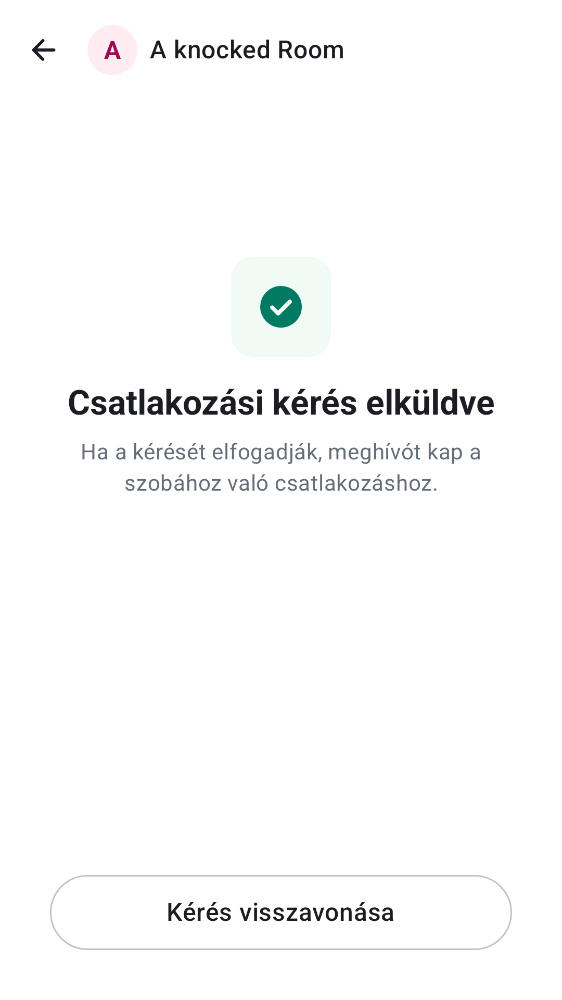 A
A knocked Room
Csatlakozási kérés elküldve
Ha a kérését elfogadják, meghívót kap a
szobához való csatlakozáshoz.
Kérés visszavonása